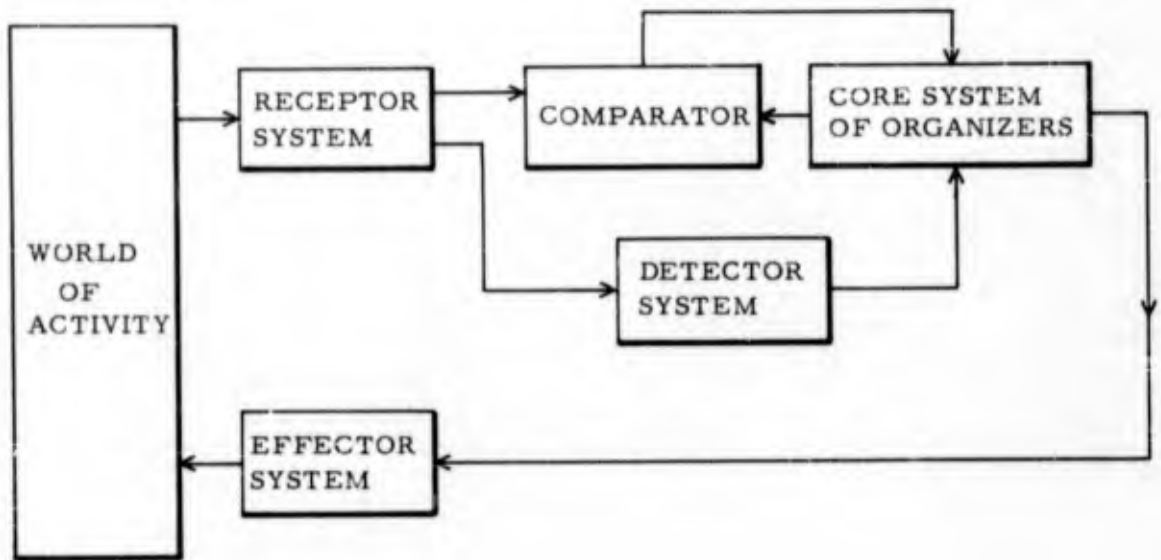 RECEPTOR
SYSTEM
COMPARATOR
CORE SYSTEM
OF ORGANIZERS
WORLD
OF
ACTIVITY
DETECTOR
SYSTEM
EFFECTOR
SYSTEM